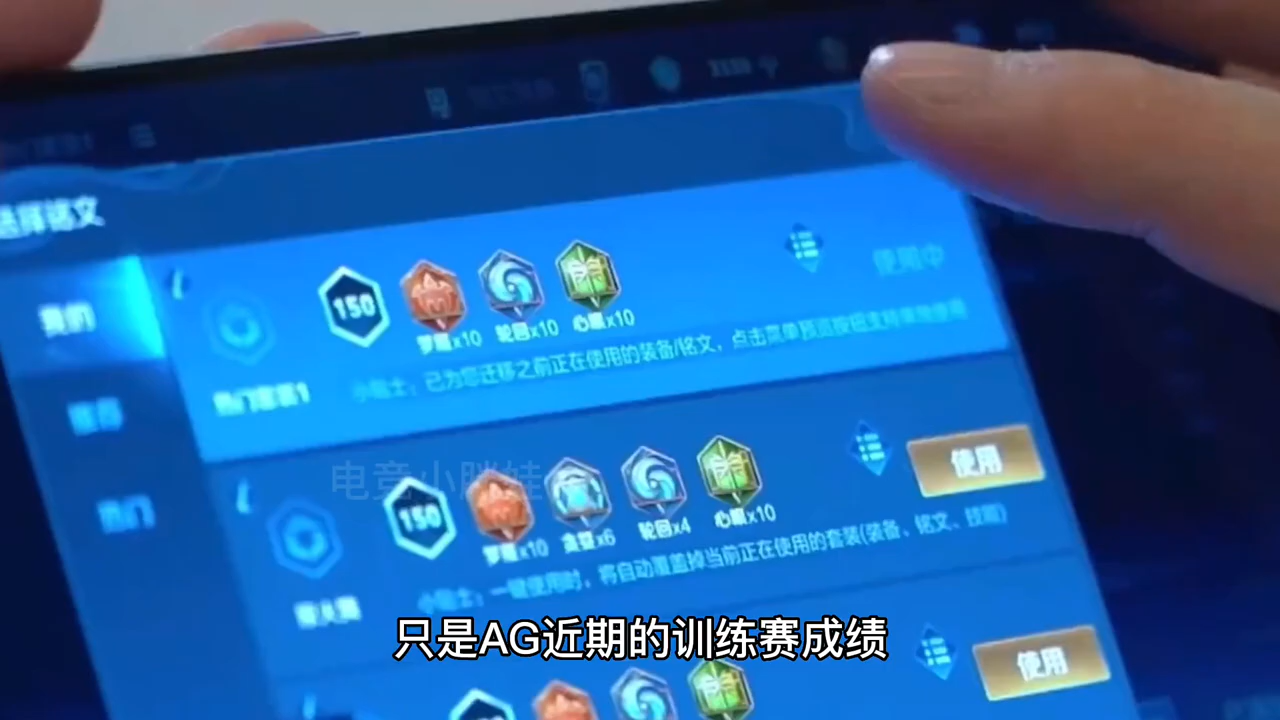 选择铭文
我的
150
梦魇x10 轮回x10 心眼x10
使用中
热门套装1
小贴士：已为您迁移之前正在使用的装备/铭文，点击菜单预览按钮支持单独使用
推荐
热门
电竞小胖娃
150
梦魇x10 贪婪x6 轮回x4 心眼x10
使用
小贴士：一键使用时，将自动覆盖掉当前正在使用的套装(装备、铭文、技能)
只是AG近期的训练赛成绩
使用